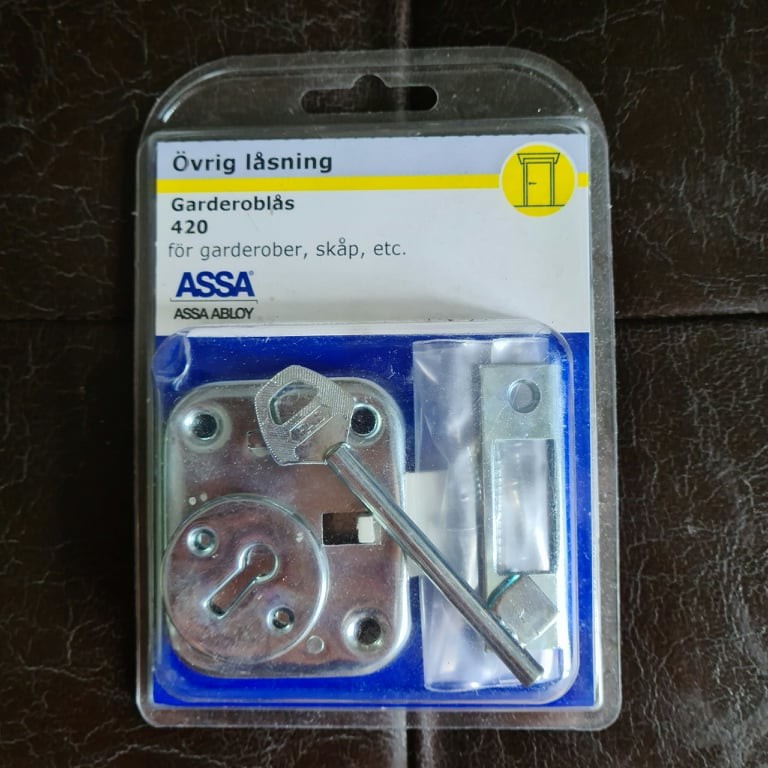 Övrig låsning
Garderoblås
420
för garderober, skåp, etc.
ASSA®
ASSA ABLOY